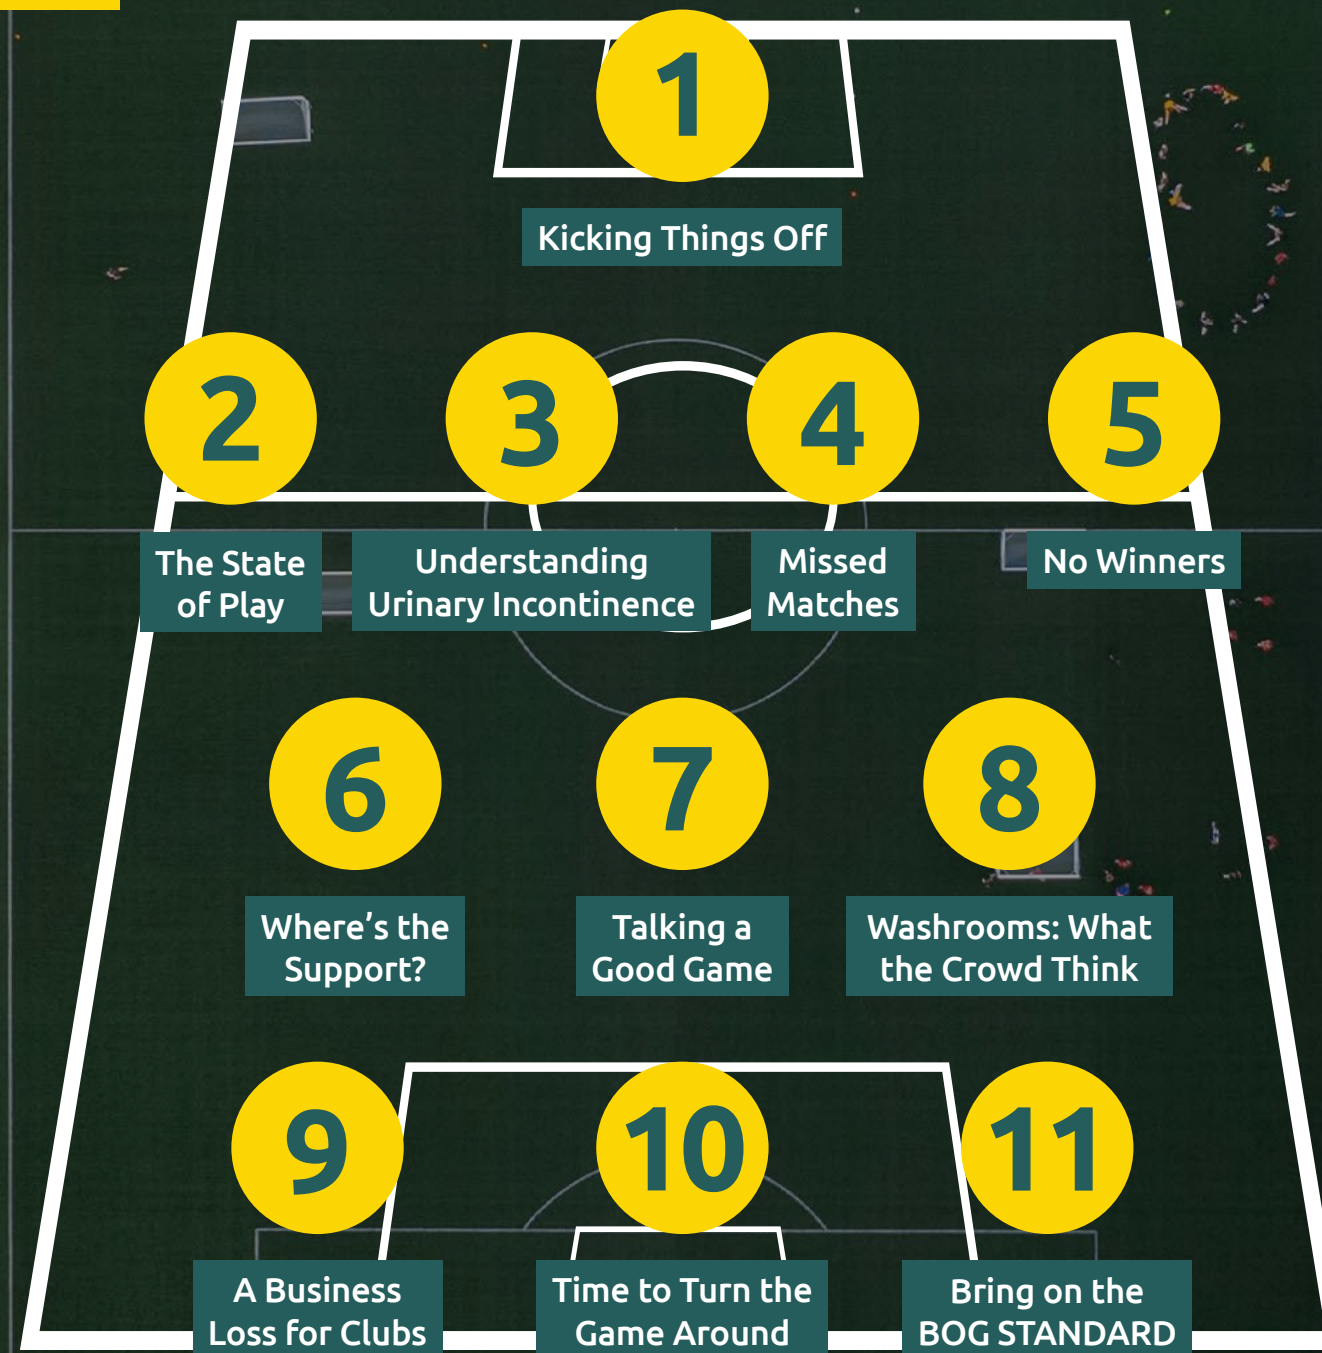 1
Kicking Things Off
2
3
4
5
The State
of Play
Understanding
Urinary Incontinence
Missed
Matches
No Winners
6
7
8
Where’s the
Support?
Talking a
Good Game
Washrooms: What
the Crowd Think
9
10
11
A Business
Loss for Clubs
Time to Turn the
Game Around
Bring on the
BOG STANDARD